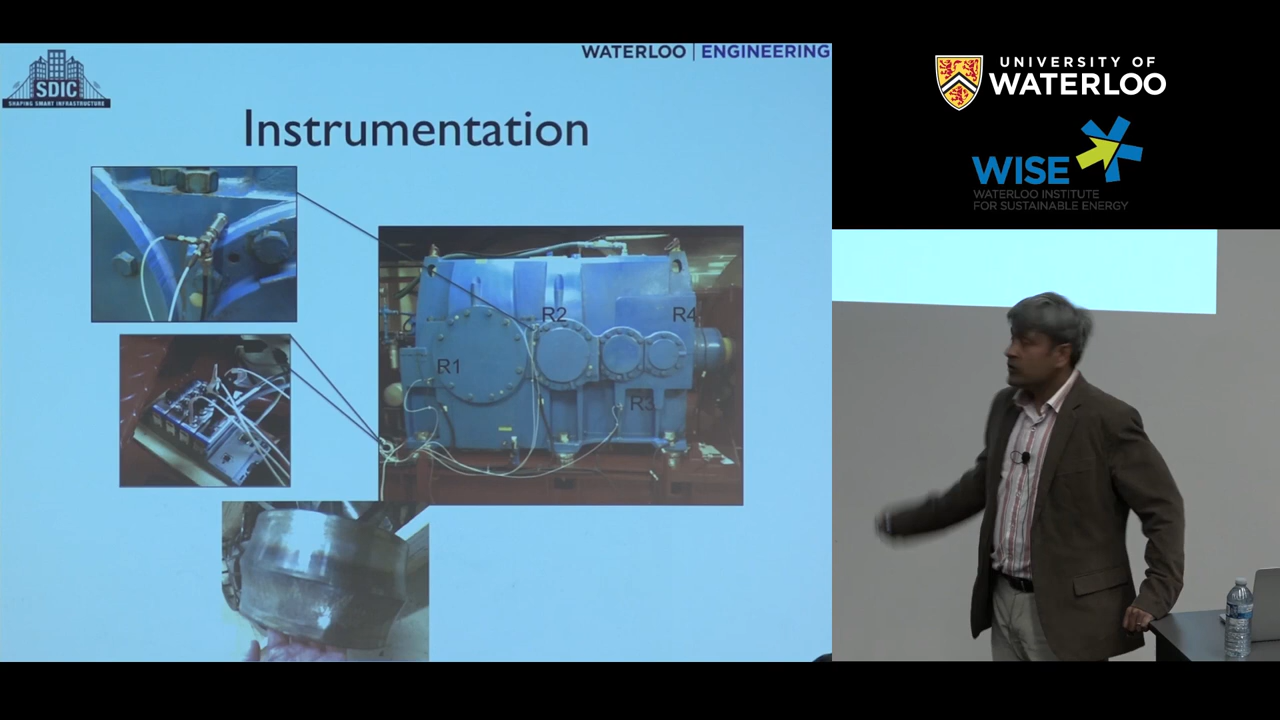 SDIC
SHAPING SMART INFRASTRUCTURE
WATERLOO | ENGINEERING
Instrumentation
R1
R2
R3
R4
UNIVERSITY OF
WATERLOO
WISE
WATERLOO INSTITUTE
FOR SUSTAINABLE ENERGY